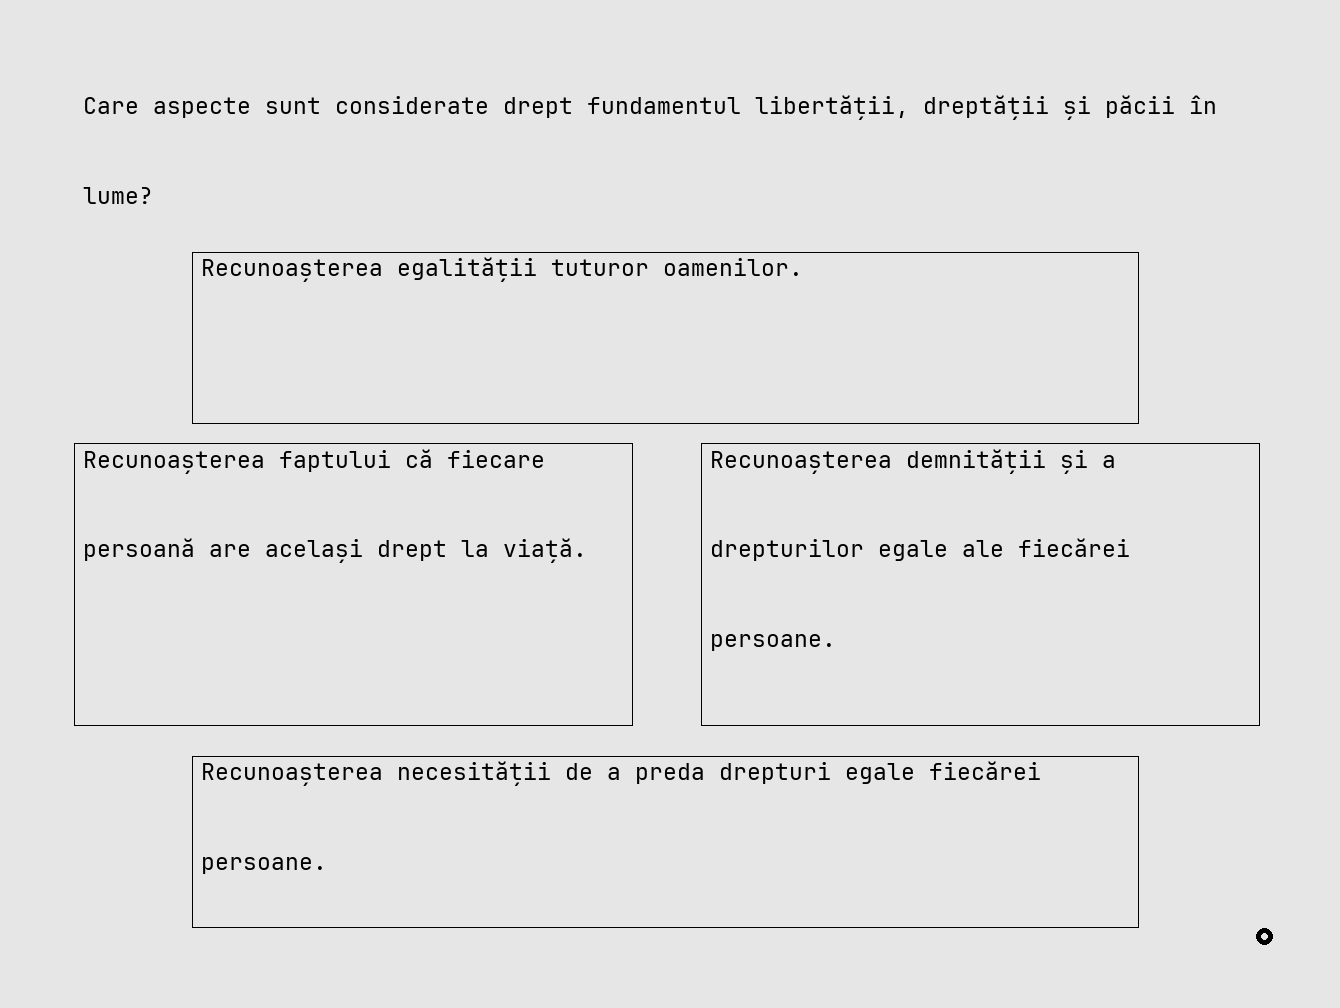 Care aspecte sunt considerate drept fundamentul libertății, dreptății și păcii în
lume?
Recunoașterea egalității tuturor oamenilor.
Recunoașterea faptului că fiecare
persoană are același drept la viață.
Recunoașterea demnității și a
drepturilor egale ale fiecărei
persoane.
Recunoașterea necesității de a preda drepturi egale fiecărei
persoane.